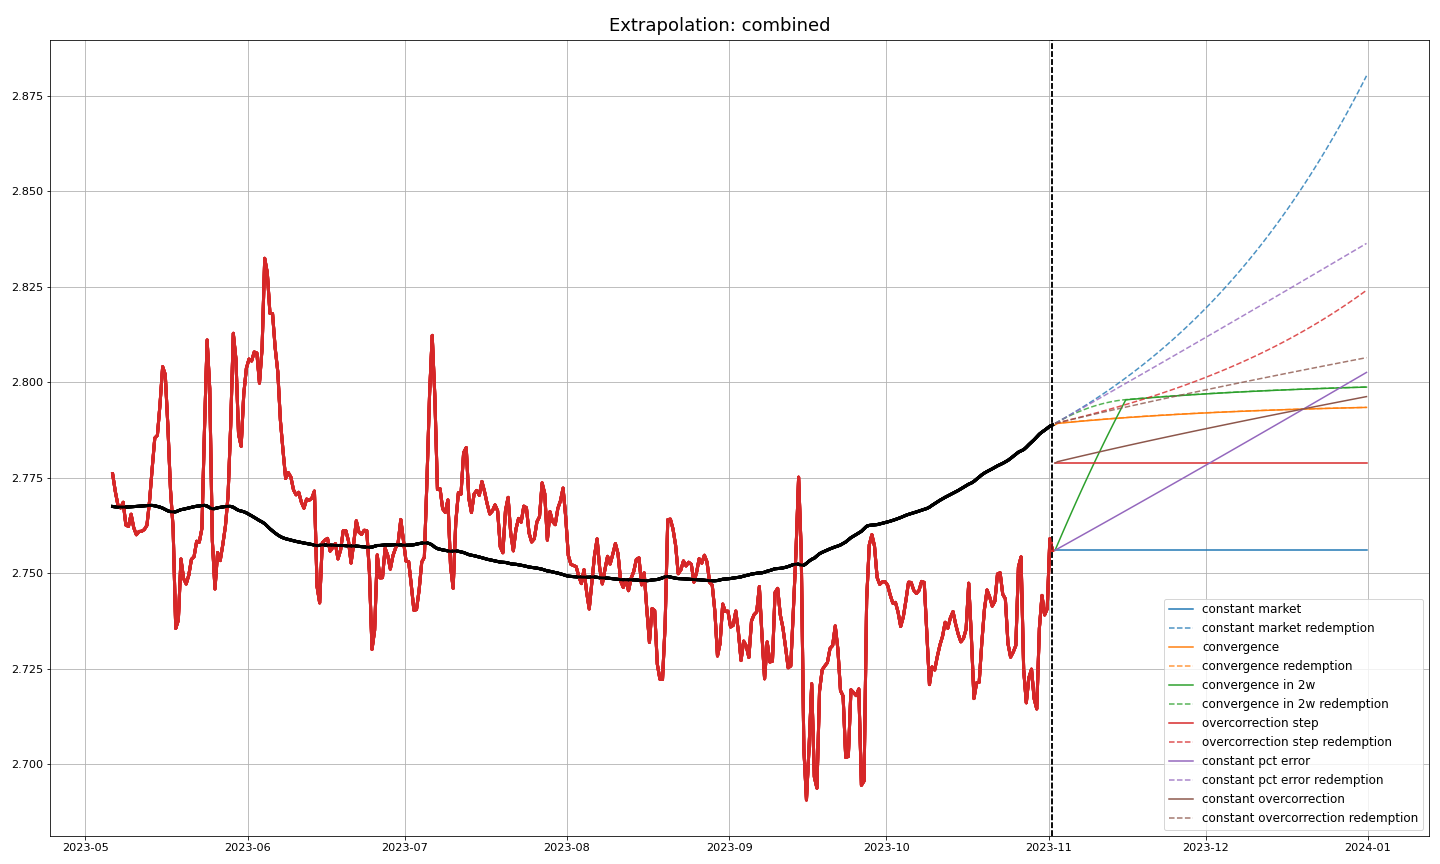 Extrapolation: combined
2.875
2.850
2.825
2.800
2.775
2.750
2.725
2.700
constant market
constant market redemption
convergence
convergence redemption
convergence in 2w
convergence in 2w redemption
overcorrection step
overcorrection step redemption
constant pct error
constant pct error redemption
constant overcorrection
constant overcorrection redemption
2023-05 2023-06 2023-07 2023-08 2023-09 2023-10 2023-11 2023-12 2024-01